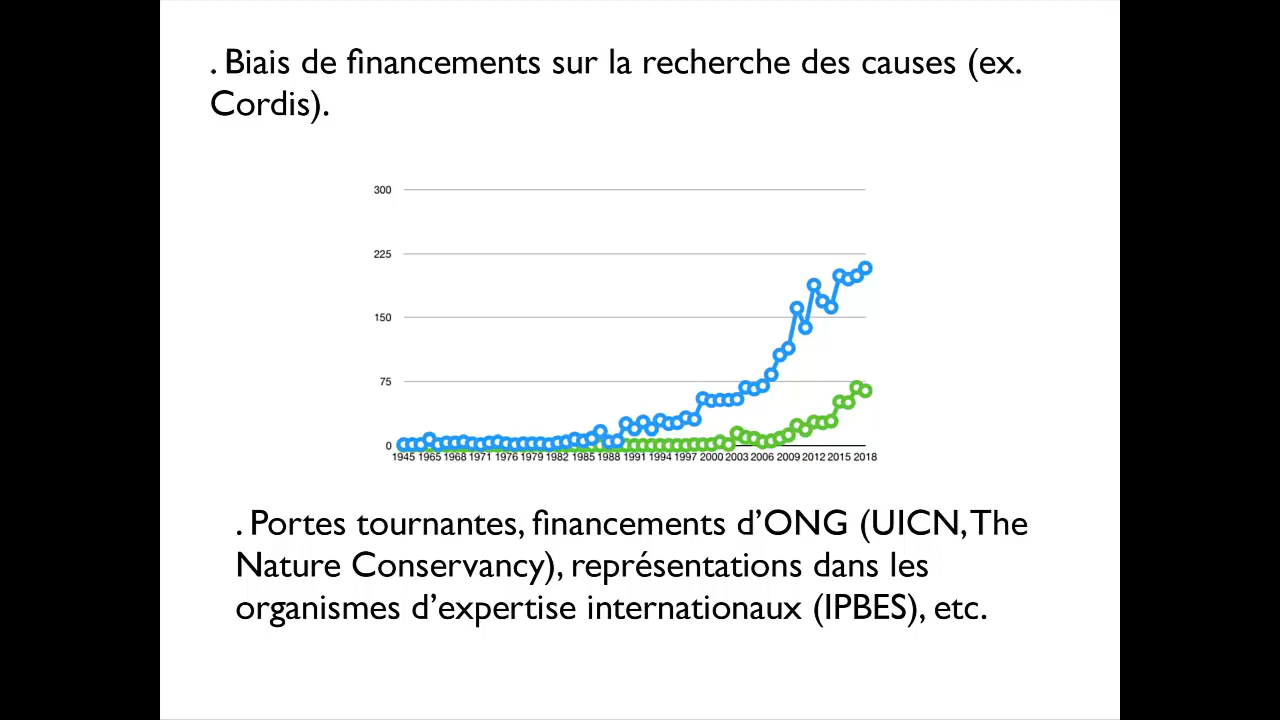 . Biais de financements sur la recherche des causes (ex.
Cordis).
300
225
150
75
0
1945 1965 1968 1971 1976 1979 1982 1985 1988 1991 1994 1997 2000 2003 2006 2009 2012 2015 2018
. Portes tournantes, financements d’ONG (UICN, The
Nature Conservancy), représentations dans les
organismes d’expertise internationaux (IPBES), etc.